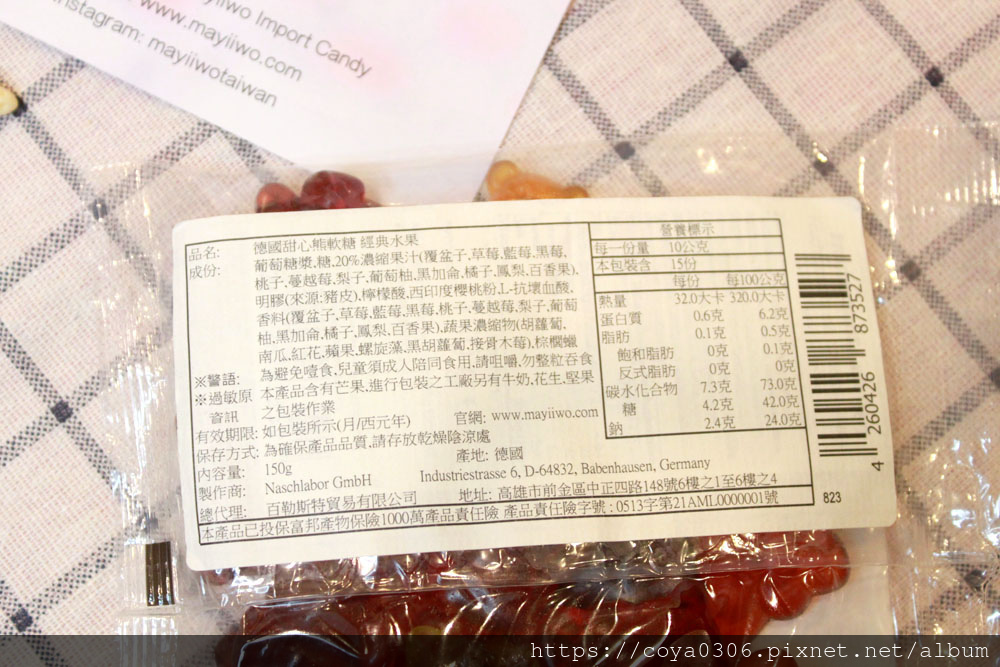 yiiwo Import Candy
www.mayiiwo.com
nstagram: mayiiwotaiwan
品名: 德國甜心熊軟糖 經典水果
成份: 葡萄糖漿,糖,20%濃縮果汁(覆盆子,草莓,藍莓,黑莓,
桃子,蔓越莓,梨子,葡萄柚,黑加侖,橘子,鳳梨,百香果),
明膠(來源:豬皮),檸檬酸,西印度櫻桃粉,L-抗壞血酸,
香料(覆盆子,草莓,藍莓,黑莓,桃子,蔓越莓,梨子,葡萄
柚,黑加侖,橘子,鳳梨,百香果),蔬果濃縮物(胡蘿蔔,
南瓜,紅花,蘋果,螺旋藻,黑胡蘿蔔,接骨木莓),棕櫚蠟
※警語: 為避免噎食,兒童須成人陪同食用,請咀嚼,勿整粒吞食
※過敏原 本產品含有芒果,進行包裝之工廠另有牛奶,花生,堅果
資訊 之包裝作業
有效期限: 如包裝所示(月/西元年) 官網: www.mayiiwo.com
保存方式: 為確保產品品質,請存放乾燥陰涼處
內容量: 150g 產地: 德國
製作商: Naschlabor GmbH Industriestrasse 6, D-64832, Babenhausen, Germany
總代理: 百勒斯特貿易有限公司 地址: 高雄市前金區中正四路148號6樓之1至6樓之4
本產品已投保富邦產物保險1000萬產品責任險 產品責任險字號:0513字第21AML0000001號
營養標示
每一份量 10公克
本包裝含 15份
每份 每100公克
熱量 32.0大卡 320.0大卡
蛋白質 0.6克 6.2克
脂肪 0.1克 0.5克
飽和脂肪 0克 0.1克
反式脂肪 0克 0克
碳水化合物 7.3克 73.0克
糖 4.2克 42.0克
鈉 2.4克 24.0克
4 260426 873527
823
https://coya0306.pixnet.net/album